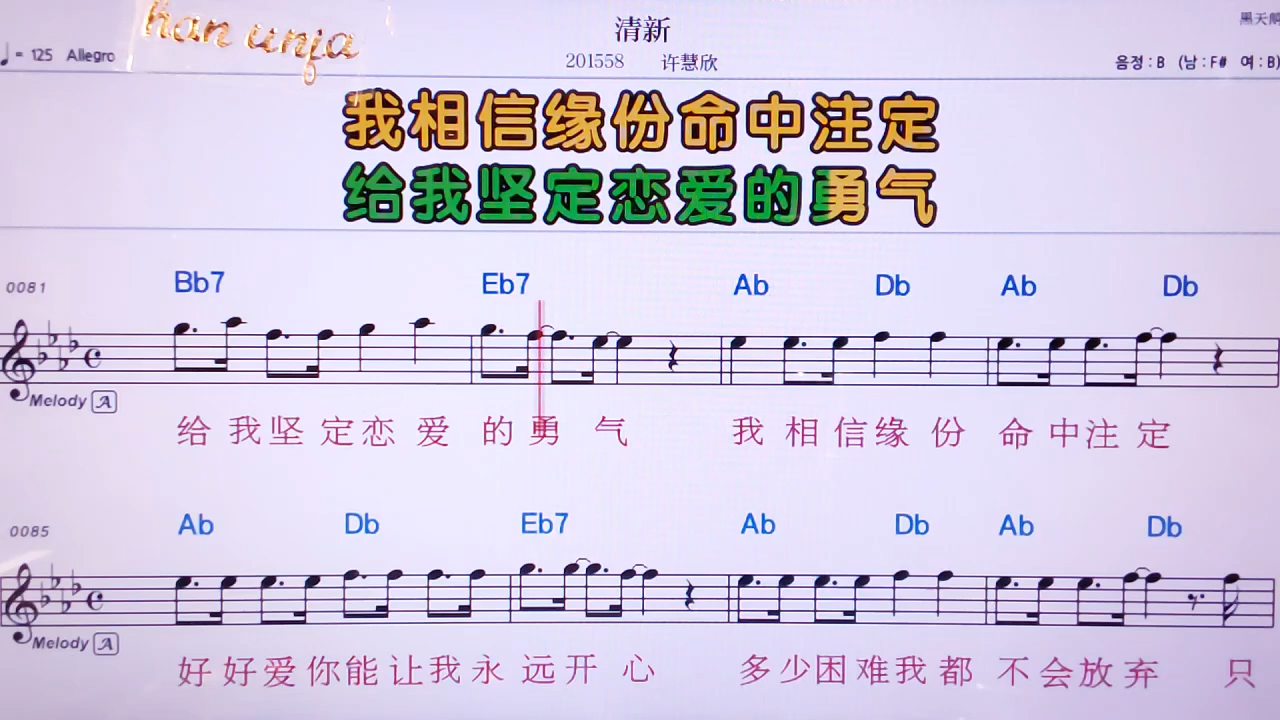 han unja
清新
黑天
♩= 125 Allegro
201558 许慧欣
음정 : B (남 : F# 여 : B)
我相信缘份命中注定
给我坚定恋爱的勇气
0081 Bb7 Eb7 Ab Db Ab Db
Melody A
给我坚定恋爱的勇气 我相信缘份命中注定
0085 Ab Db Eb7 Ab Db Ab Db
Melody A
好好爱你能让我永远开心 多少困难我都不会放弃 只